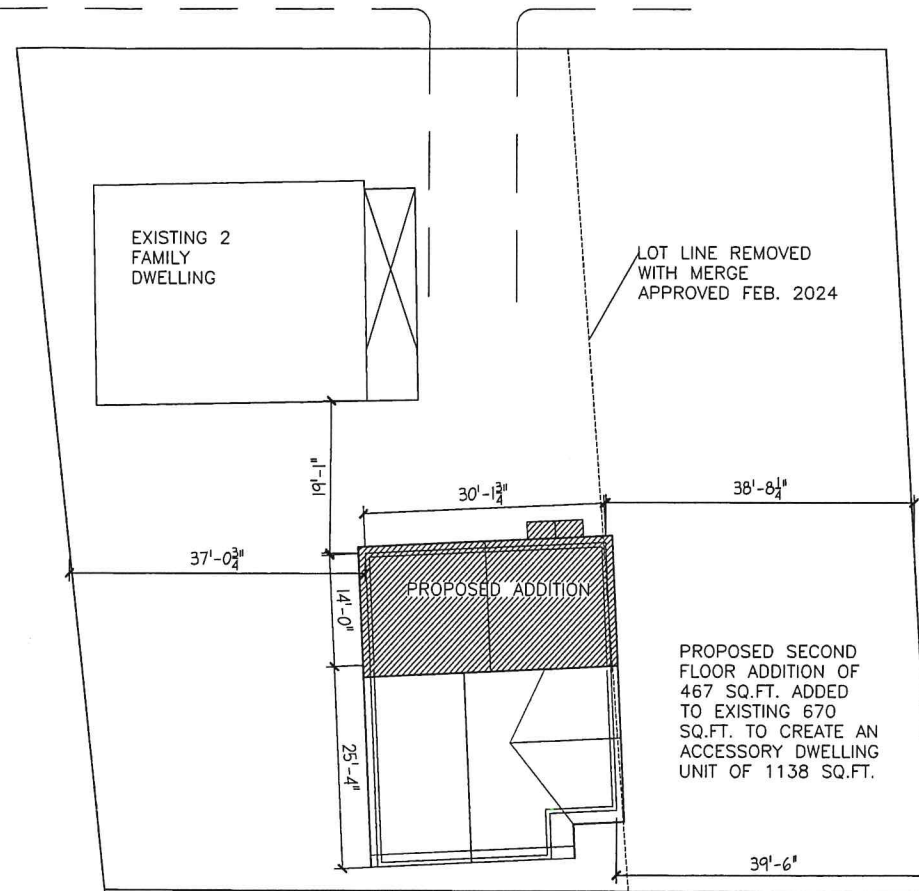 EXISTING 2
FAMILY
DWELLING
LOT LINE REMOVED
WITH MERGE
APPROVED FEB. 2024
19'-1"
30'-1¾"
38'-8¼"
37'-0¾"
14'-0"
PROPOSED ADDITION
25'-4"
PROPOSED SECOND
FLOOR ADDITION OF
467 SQ.FT. ADDED
TO EXISTING 670
SQ.FT. TO CREATE AN
ACCESSORY DWELLING
UNIT OF 1138 SQ.FT.
39'-6"